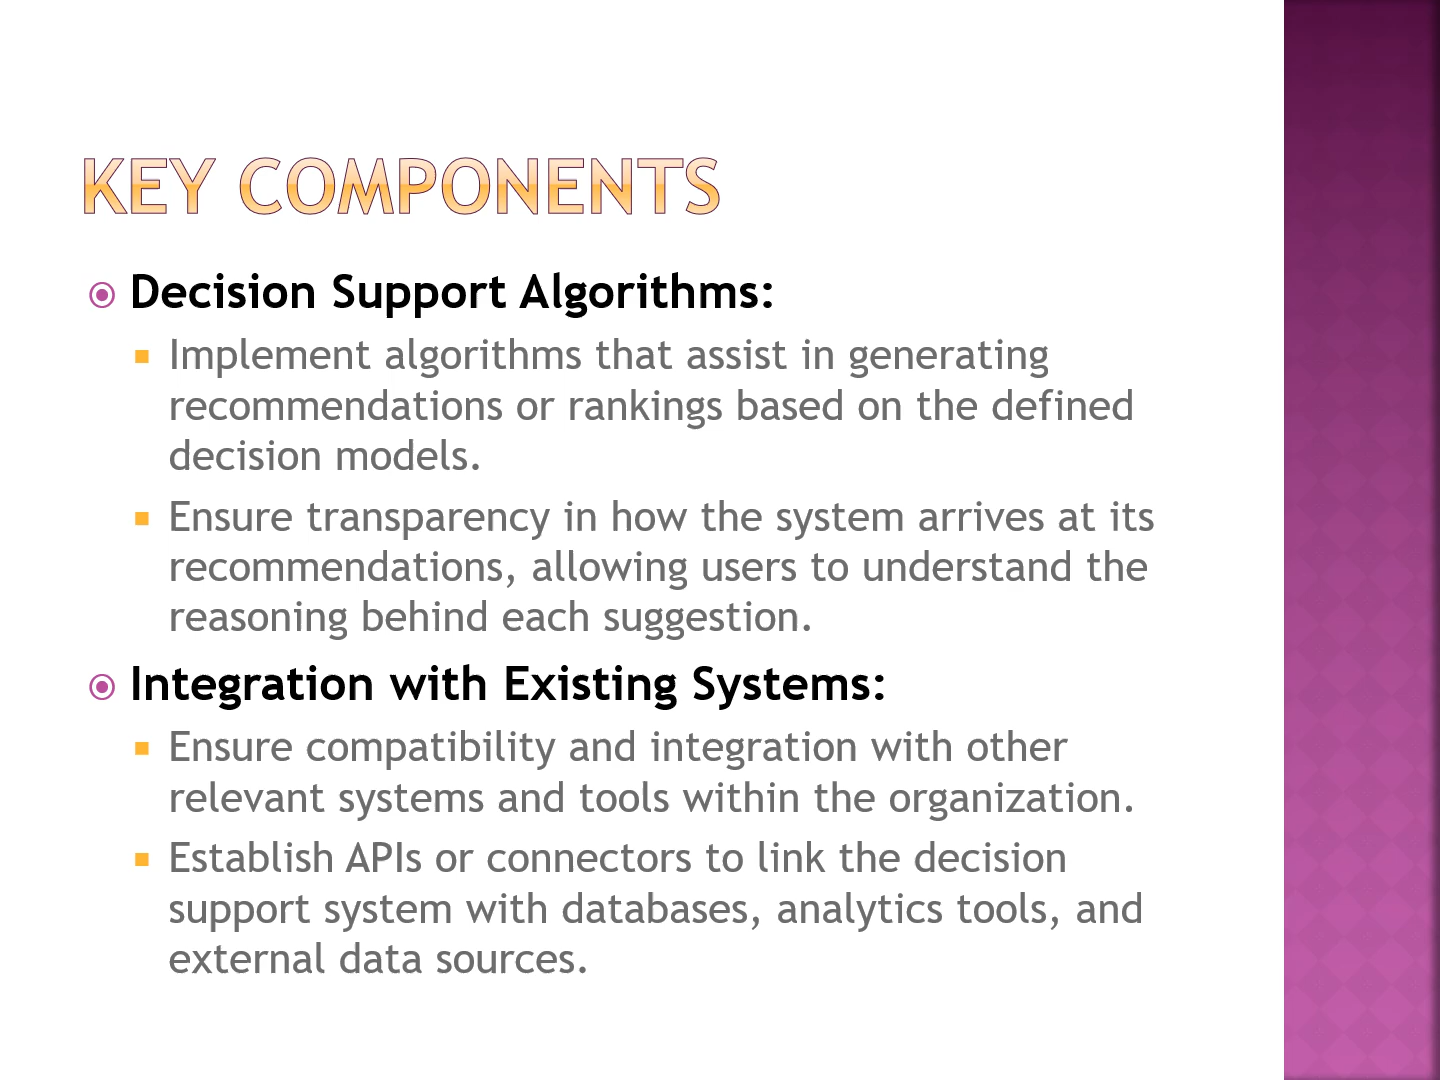 KEY COMPONENTS
Decision Support Algorithms:
Implement algorithms that assist in generating
recommendations or rankings based on the defined
decision models.
Ensure transparency in how the system arrives at its
recommendations, allowing users to understand the
reasoning behind each suggestion.
Integration with Existing Systems:
Ensure compatibility and integration with other
relevant systems and tools within the organization.
Establish APIs or connectors to link the decision
support system with databases, analytics tools, and
external data sources.